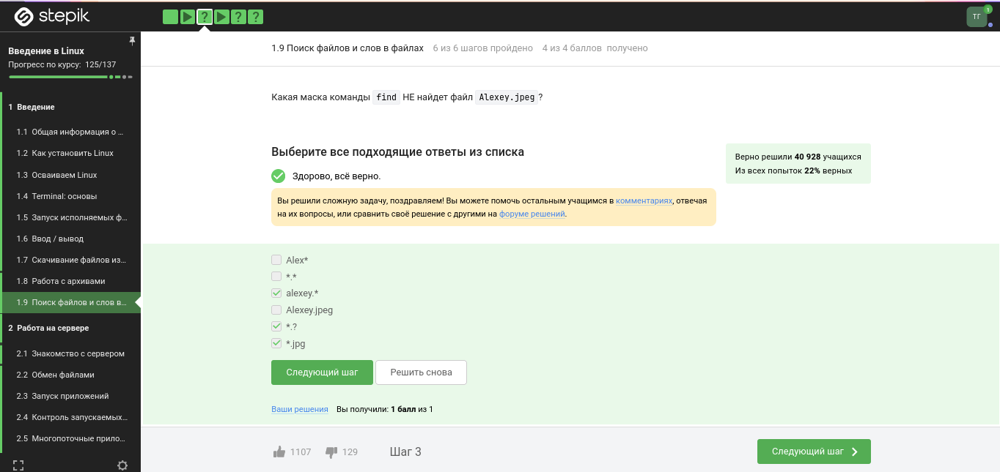 stepik
? ? ?
ТГ
1
Введение в Linux
Прогресс по курсу: 125/137
1 Введение
1.1 Общая информация о ...
1.2 Как установить Linux
1.3 Осваиваем Linux
1.4 Terminal: основы
1.5 Запуск исполняемых ф...
1.6 Ввод / вывод
1.7 Скачивание файлов из...
1.8 Работа с архивами
1.9 Поиск файлов и слов в...
2 Работа на сервере
2.1 Знакомство с сервером
2.2 Обмен файлами
2.3 Запуск приложений
2.4 Контроль запускаемых...
2.5 Многопоточные прило...
1.9 Поиск файлов и слов в файлах 6 из 6 шагов пройдено 4 из 4 баллов получено
Какая маска команды find НЕ найдет файл Alexey.jpeg ?
Выберите все подходящие ответы из списка
Здорово, всё верно.
Вы решили сложную задачу, поздравляем! Вы можете помочь остальным учащимся в комментариях, отвечая
на их вопросы, или сравнить своё решение с другими на форуме решений.
Верно решили 40 928 учащихся
Из всех попыток 22% верных
Alex*
*.*
alexey.*
Alexey.jpeg
*.?
*.jpg
Следующий шаг Решить снова
Ваши решения Вы получили: 1 балл из 1
1107 129 Шаг 3 Следующий шаг